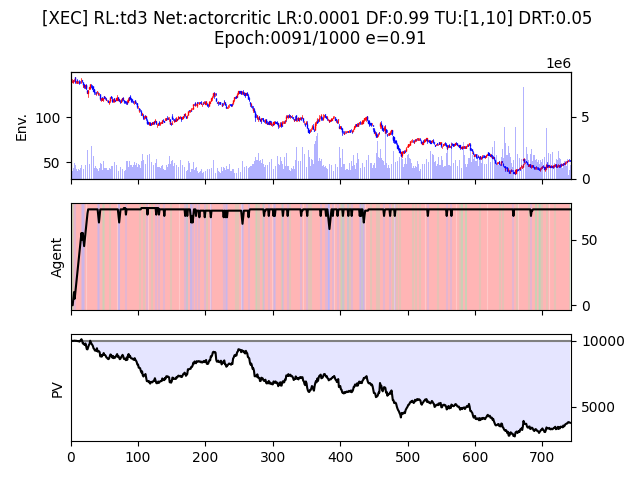 [XEC] RL:td3 Net:actorcritic LR:0.0001 DF:0.99 TU:[1,10] DRT:0.05
Epoch:0091/1000 e=0.91
1e6
Env.
100
50
5
0
Agent
50
0
PV
10000
5000
0 100 200 300 400 500 600 700